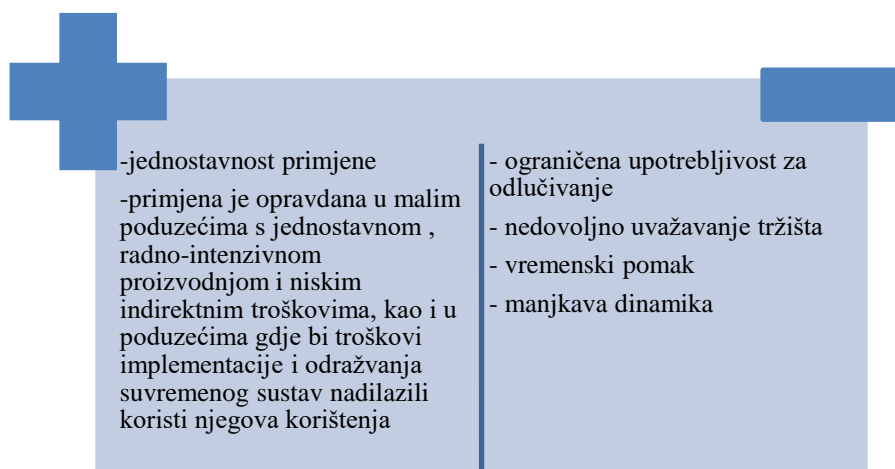 -jednostavnost primjene
-primjena je opravdana u malim
poduzećima s jednostavnom ,
radno-intenzivnom
proizvodnjom i niskim
indirektnim troškovima, kao i u
poduzećima gdje bi troškovi
implementacije i odražvanja
suvremenog sustav nadilazili
koristi njegova korištenja
- ograničena upotrebljivost za
odlučivanje
- nedovoljno uvažavanje tržišta
- vremenski pomak
- manjkava dinamika